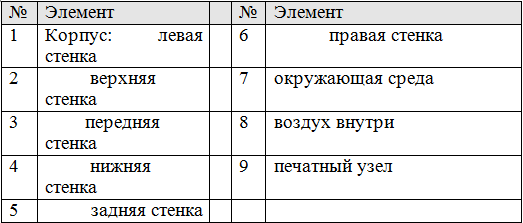 № Элемент № Элемент
1 Корпус: левая стенка 6 правая стенка
2 верхняя стенка 7 окружающая среда
3 передняя стенка 8 воздух внутри
4 нижняя стенка 9 печатный узел
5 задняя стенка